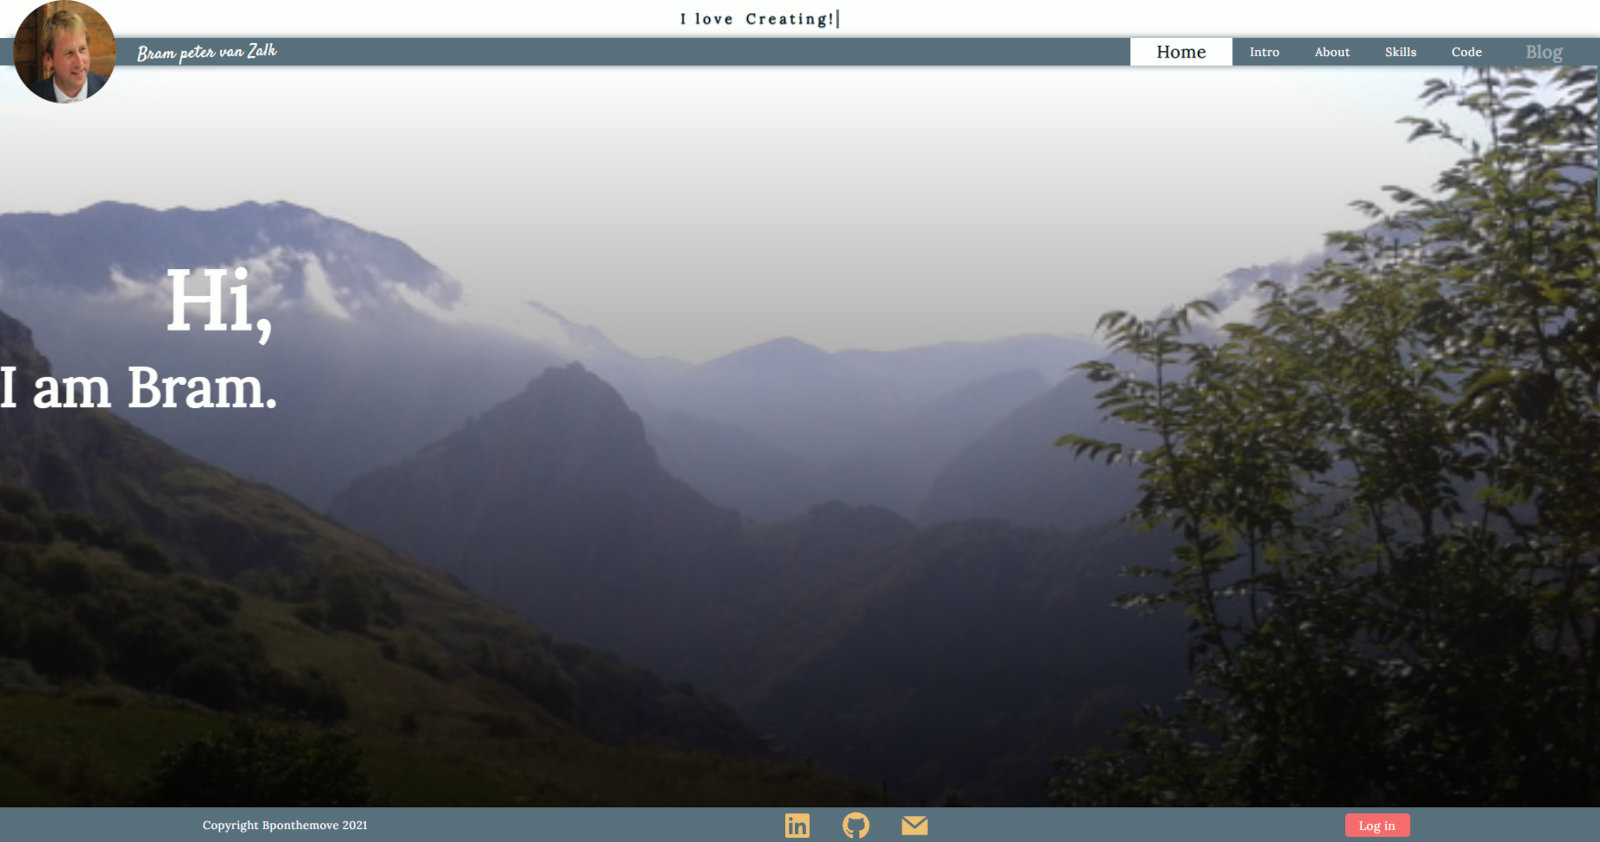 I love Creating!
Bram peter van Zalk
Home
Intro
About
Skills
Code
Blog
Hi,
I am Bram.
Copyright Bponthemove 2021
in
Log in